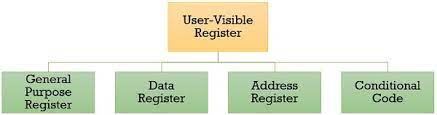 User-Visible
Register
General
Purpose
Register
Data
Register
Address
Register
Conditional
Code